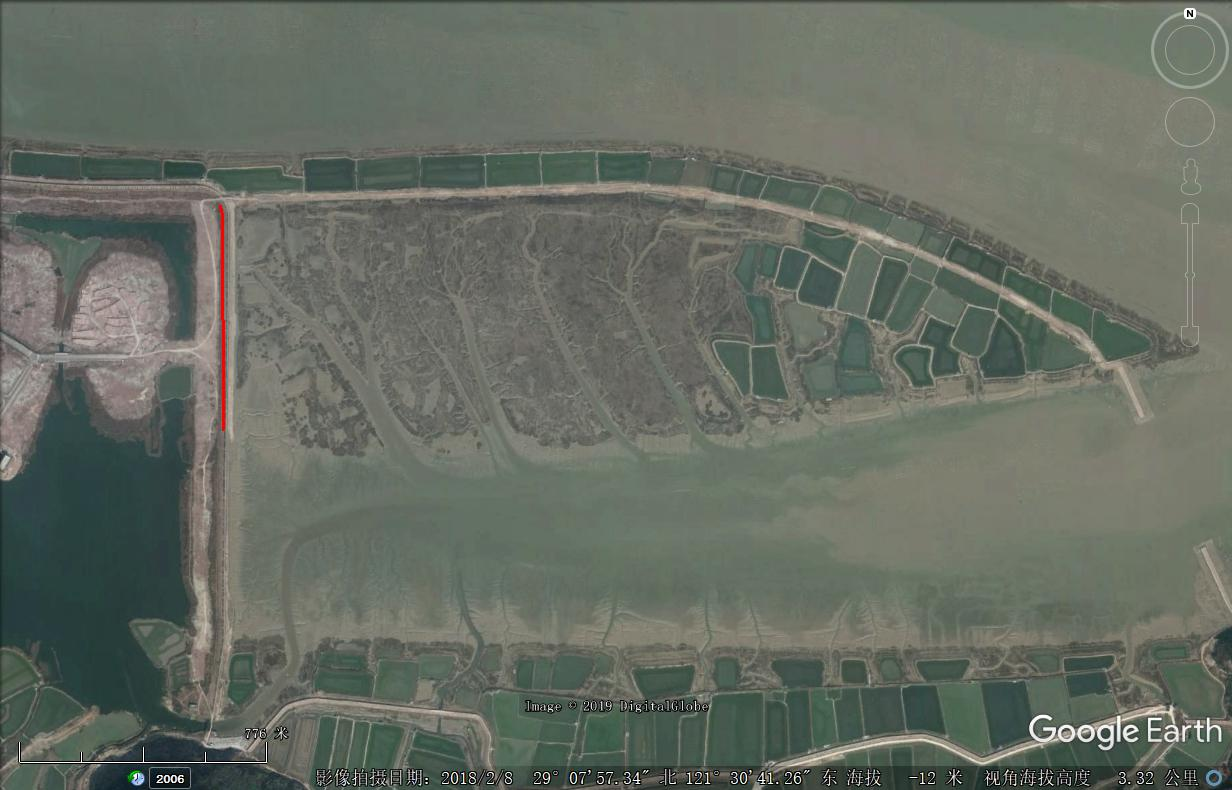 N
Image © 2019 DigitalGlobe
Google Earth
776 米
2006
影像拍摄日期: 2018/2/8 29° 07′57.34″ 北 121° 30′41.26″ 东 海拔 -12 米 视角海拔高度 3.32 公里